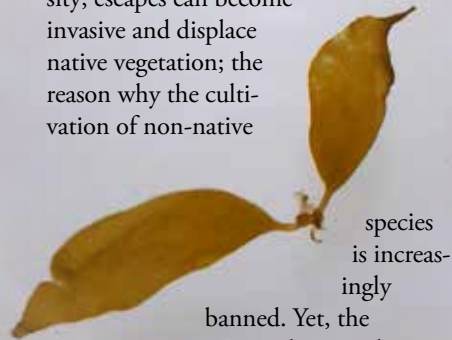 sity, escapes can become
invasive and displace
native vegetation; the
reason why the culti-
vation of non-native
species
is increas-
ingly
banned. Yet, the